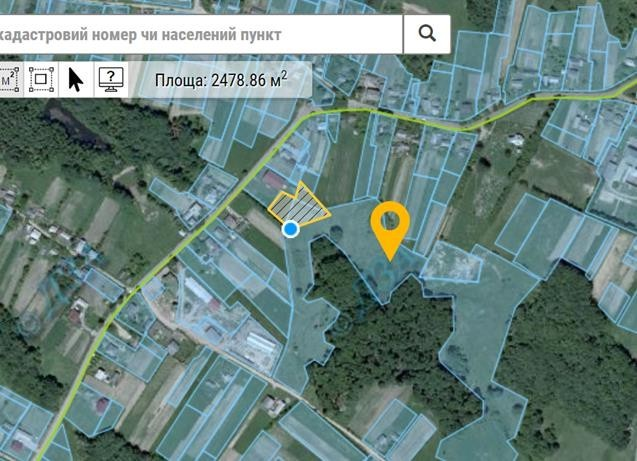 кадастровий номер чи населений пункт
м²
?
Площа: 2478.86 м²